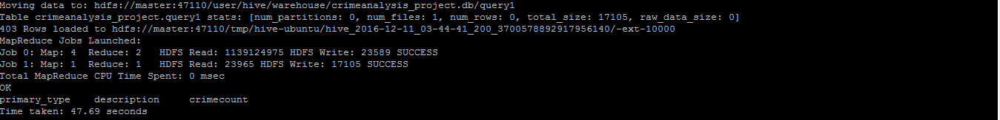 Moving data to: hdfs://master:47110/user/hive/warehouse/crimeanalysis_project.db/query1
Table crimeanalysis_project.query1 stats: [num_partitions: 0, num_files: 1, num_rows: 0, total_size: 17105, raw_data_size: 0]
403 Rows loaded to hdfs://master:47110/tmp/hive-ubuntu/hive_2016-12-11_03-44-41_200_3700578892917956140/-ext-10000
MapReduce Jobs Launched:
Job 0: Map: 4  Reduce: 2   HDFS Read: 1139124975 HDFS Write: 23589 SUCCESS
Job 1: Map: 1  Reduce: 1   HDFS Read: 23965 HDFS Write: 17105 SUCCESS
Total MapReduce CPU Time Spent: 0 msec
OK
primary_type    description     crimecount
Time taken: 47.69 seconds